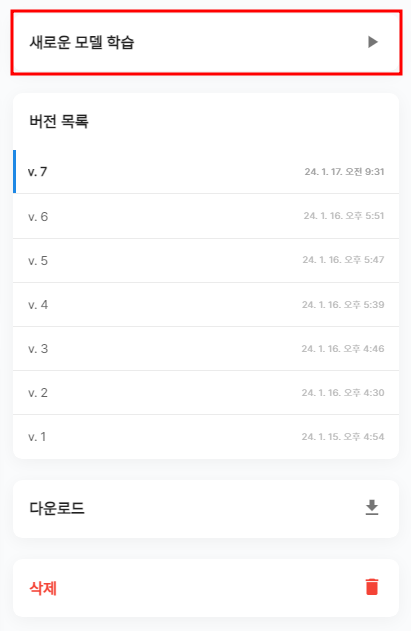 새로운 모델 학습
버전 목록
v. 7 24. 1. 17. 오전 9:31
v. 6 24. 1. 16. 오후 5:51
v. 5 24. 1. 16. 오후 5:47
v. 4 24. 1. 16. 오후 5:39
v. 3 24. 1. 16. 오후 4:46
v. 2 24. 1. 16. 오후 4:30
v. 1 24. 1. 15. 오후 4:54
다운로드
삭제